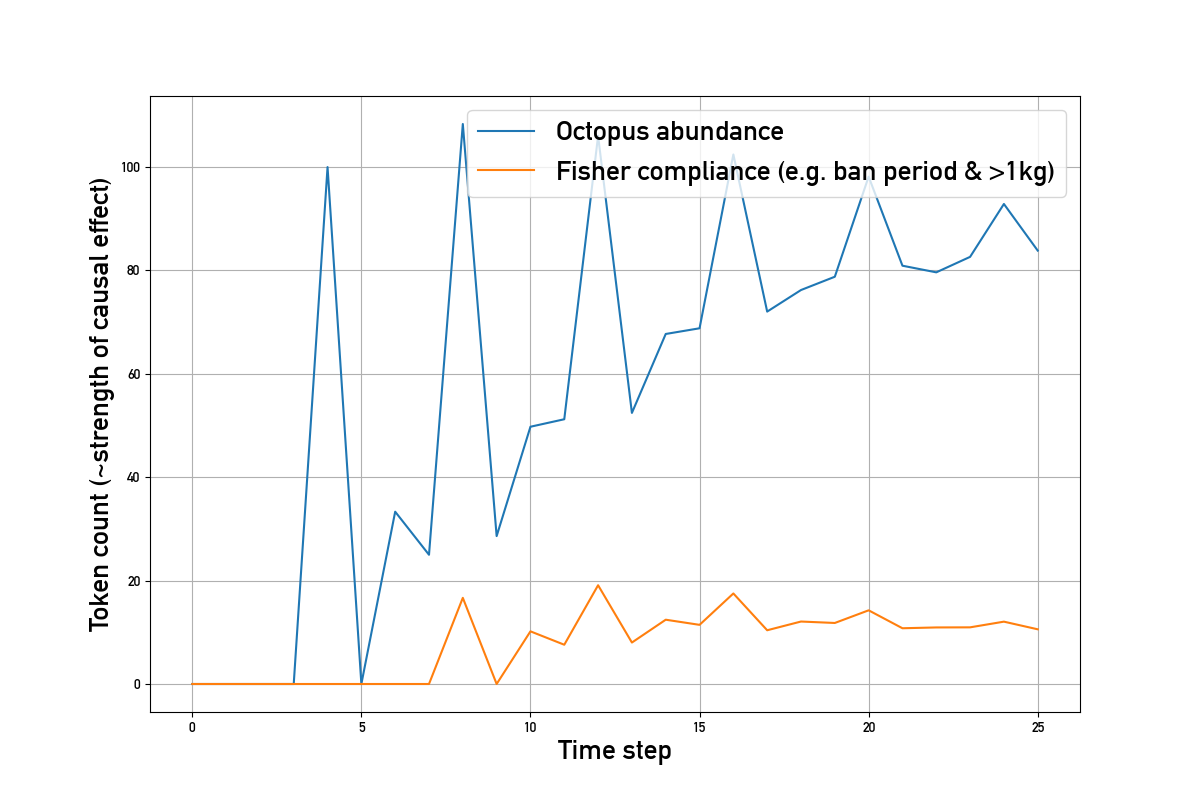 Octopus abundance
Fisher compliance (e.g. ban period & >1kg)
Token count (~strength of causal effect)
100
80
60
40
20
0
0 5 10 15 20 25
Time step